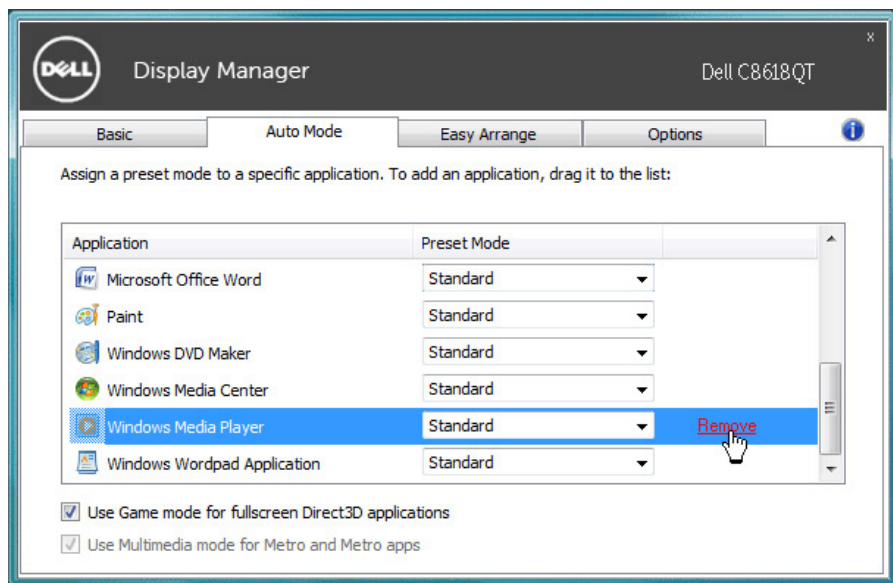 x
DELL Display Manager Dell C8618QT
Basic Auto Mode Easy Arrange Options i
Assign a preset mode to a specific application. To add an application, drag it to the list:
Application Preset Mode
Microsoft Office Word Standard
Paint Standard
Windows DVD Maker Standard
Windows Media Center Standard
Windows Media Player Standard Remove
Windows Wordpad Application Standard
Use Game mode for fullscreen Direct3D applications
Use Multimedia mode for Metro and Metro apps